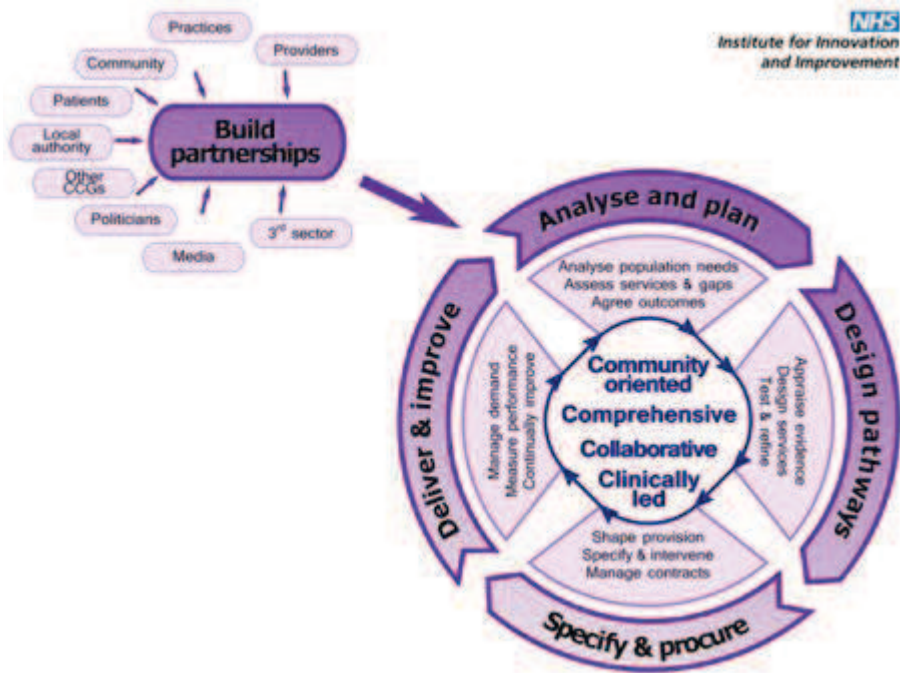 NHS
Institute for Innovation
and Improvement
Practices
Providers
Community
Patients
Local
authority
Other
CCGs
Politicians
Media
3rd sector
Build
partnerships
Analyse and plan
Analyse population needs
Assess services & gaps
Agree outcomes
Design pathways
Appraise evidence
Design services
Test & refine
Specify & procure
Shape provision
Specify & intervene
Manage contracts
Deliver & improve
Manage demand
Measure performance
Continually improve
Community
oriented
Comprehensive
Collaborative
Clinically
led